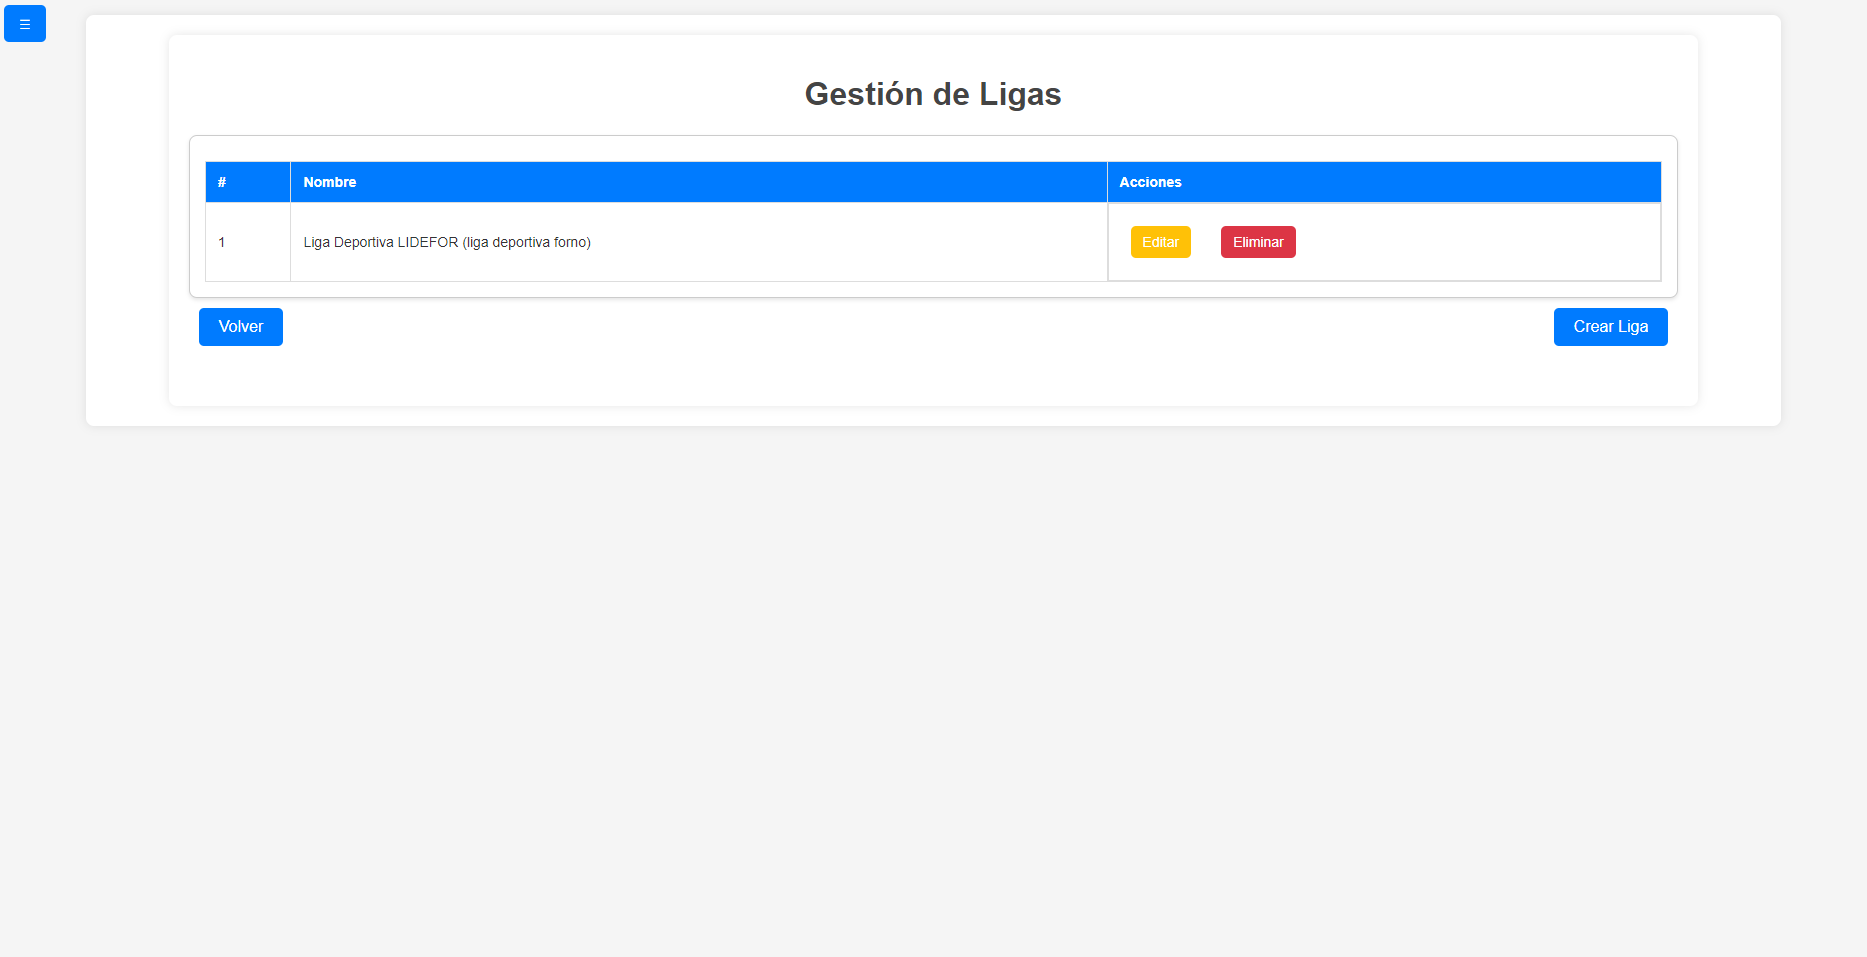 ☰
Gestión de Ligas
# Nombre Acciones
1 Liga Deportiva LIDEFOR (liga deportiva forno) Editar Eliminar
Volver Crear Liga